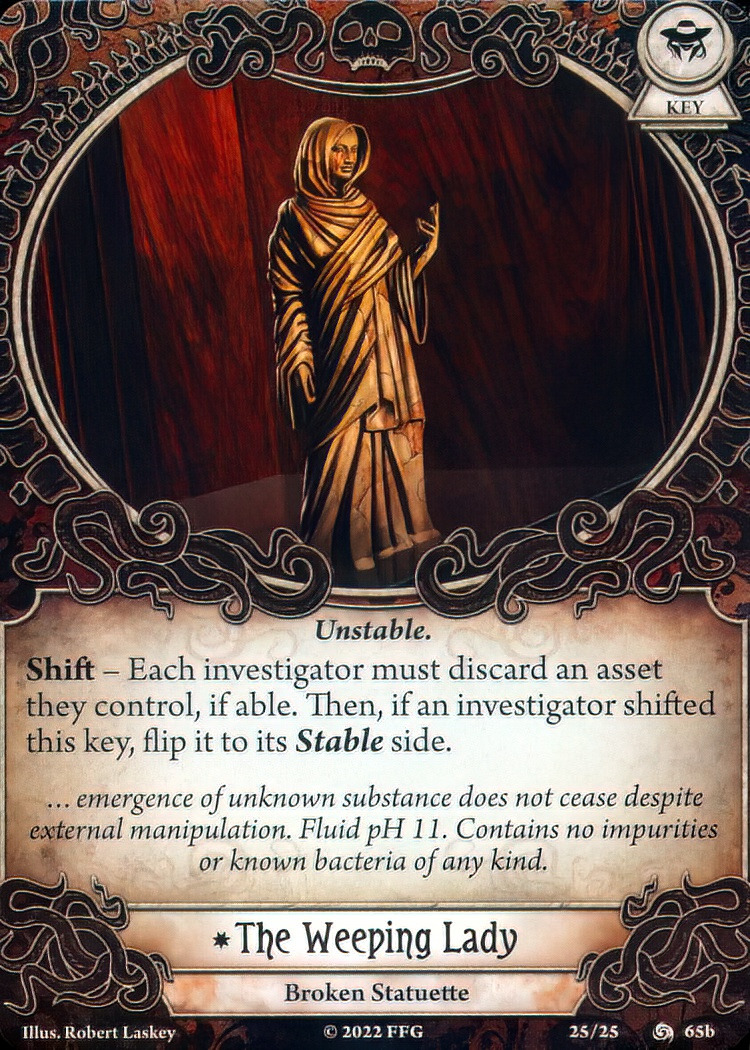 KEY
Unstable.
Shift – Each investigator must discard an asset
they control, if able. Then, if an investigator shifted
this key, flip it to its Stable side.
... emergence of unknown substance does not cease despite
external manipulation. Fluid pH 11. Contains no impurities
or known bacteria of any kind.
✷The Weeping Lady
Broken Statuette
Illus. Robert Laskey © 2022 FFG 25/25 65b